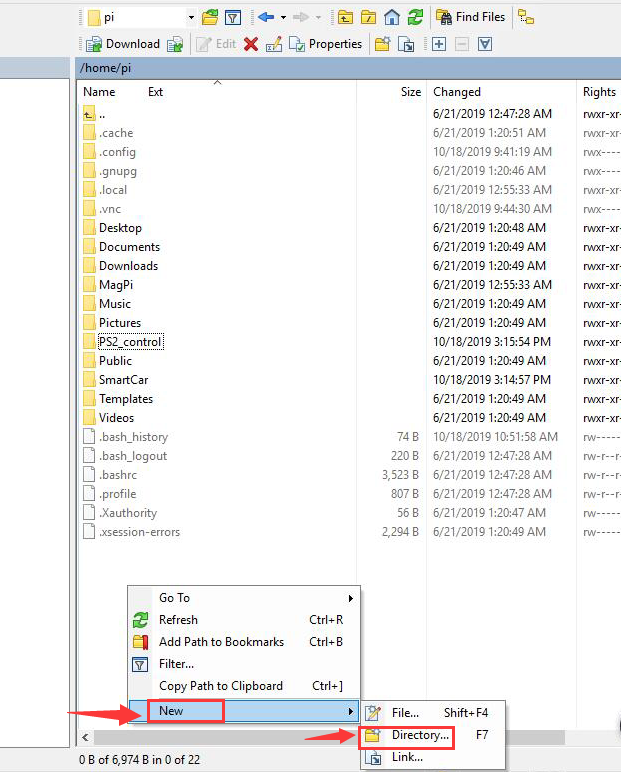 pi Find Files
Download Edit Properties
/home/pi
Name Ext Size Changed Rights
.. 6/21/2019 12:47:28 AM rwxr-xr-
.cache 6/21/2019 1:20:51 AM rwxr-xr-
.config 10/18/2019 9:41:19 AM rwx----
.gnupg 6/21/2019 1:20:46 AM rwx----
.local 6/21/2019 12:55:33 AM rwxr-xr-
.vnc 10/18/2019 9:44:30 AM rwxr-xr-
Desktop 6/21/2019 1:20:48 AM rwxr-xr-
Documents 6/21/2019 1:20:49 AM rwxr-xr-
Downloads 6/21/2019 1:20:49 AM rwxr-xr-
MagPi 6/21/2019 12:55:33 AM rwxr-xr-
Music 6/21/2019 1:20:49 AM rwxr-xr-
Pictures 6/21/2019 1:20:49 AM rwxr-xr-
PS2_control 10/18/2019 3:15:54 PM rwxr-xr-
Public 6/21/2019 1:20:49 AM rwxr-xr-
SmartCar 10/18/2019 3:14:57 PM rwxr-xr-
Templates 6/21/2019 1:20:49 AM rwxr-xr-
Videos 6/21/2019 1:20:49 AM rwxr-xr-
.bash_history 74 B 10/18/2019 10:51:58 AM rw-----
.bash_logout 220 B 6/21/2019 12:47:28 AM rw-r--r-
.bashrc 3,523 B 6/21/2019 12:47:28 AM rw-r--r-
.profile 807 B 6/21/2019 12:47:28 AM rw-r--r-
.Xauthority 56 B 6/21/2019 1:20:47 AM rw-----
.xsession-errors 2,294 B 6/21/2019 1:20:49 AM rw-----
Go To
Refresh Ctrl+R
Add Path to Bookmarks Ctrl+B
Filter...
Copy Path to Clipboard Ctrl+]
New
File... Shift+F4
Directory... F7
Link...
0 B of 6,974 B in 0 of 22